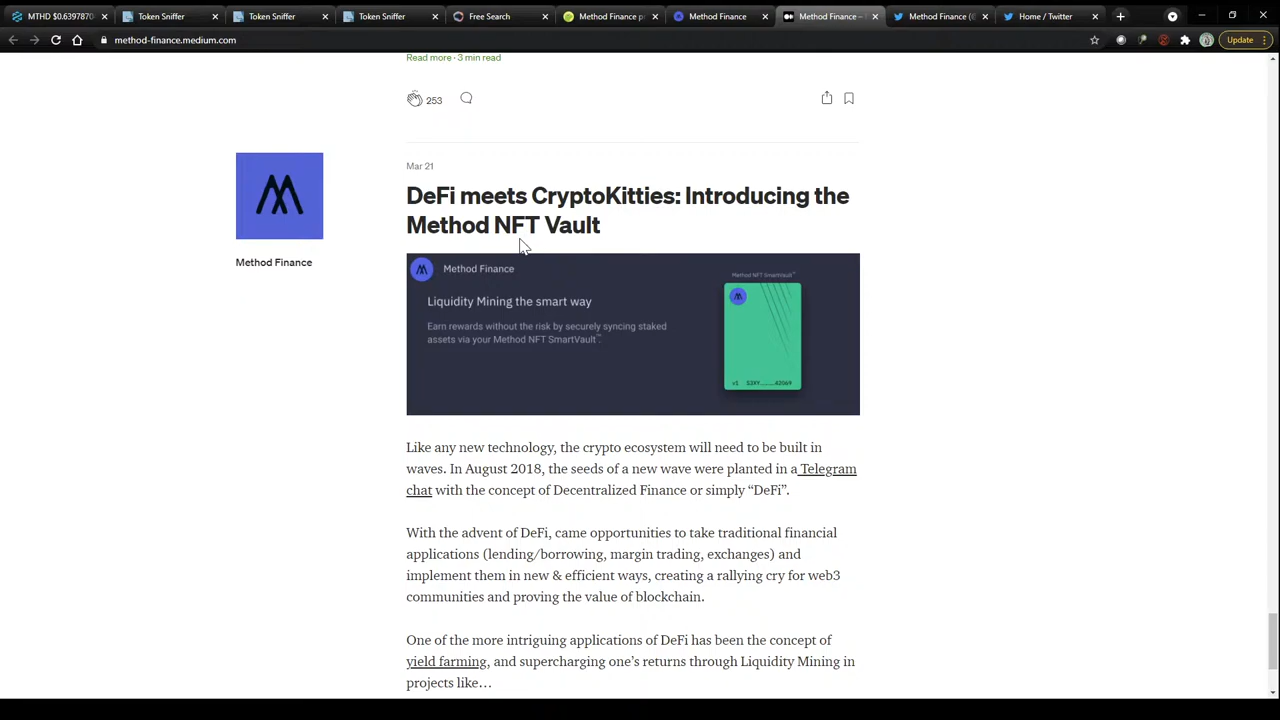 MTHD $0.6397870
Token Sniffer
Token Sniffer
Token Sniffer
Free Search
Method Finance p
Method Finance
Method Finance –
Method Finance (@
Home / Twitter
method-finance.medium.com
Update
Read more · 3 min read
253
Mar 21
DeFi meets CryptoKitties: Introducing the
Method NFT Vault
Method Finance
Method Finance
Liquidity Mining the smart way
Earn rewards without the risk by securely syncing staked
assets via your Method NFT SmartVault™.
Method NFT SmartVault™
v1 S3XY........42069
Like any new technology, the crypto ecosystem will need to be built in
waves. In August 2018, the seeds of a new wave were planted in a Telegram
chat with the concept of Decentralized Finance or simply “DeFi”.
With the advent of DeFi, came opportunities to take traditional financial
applications (lending/borrowing, margin trading, exchanges) and
implement them in new & efficient ways, creating a rallying cry for web3
communities and proving the value of blockchain.
One of the more intriguing applications of DeFi has been the concept of
yield farming, and supercharging one’s returns through Liquidity Mining in
projects like…